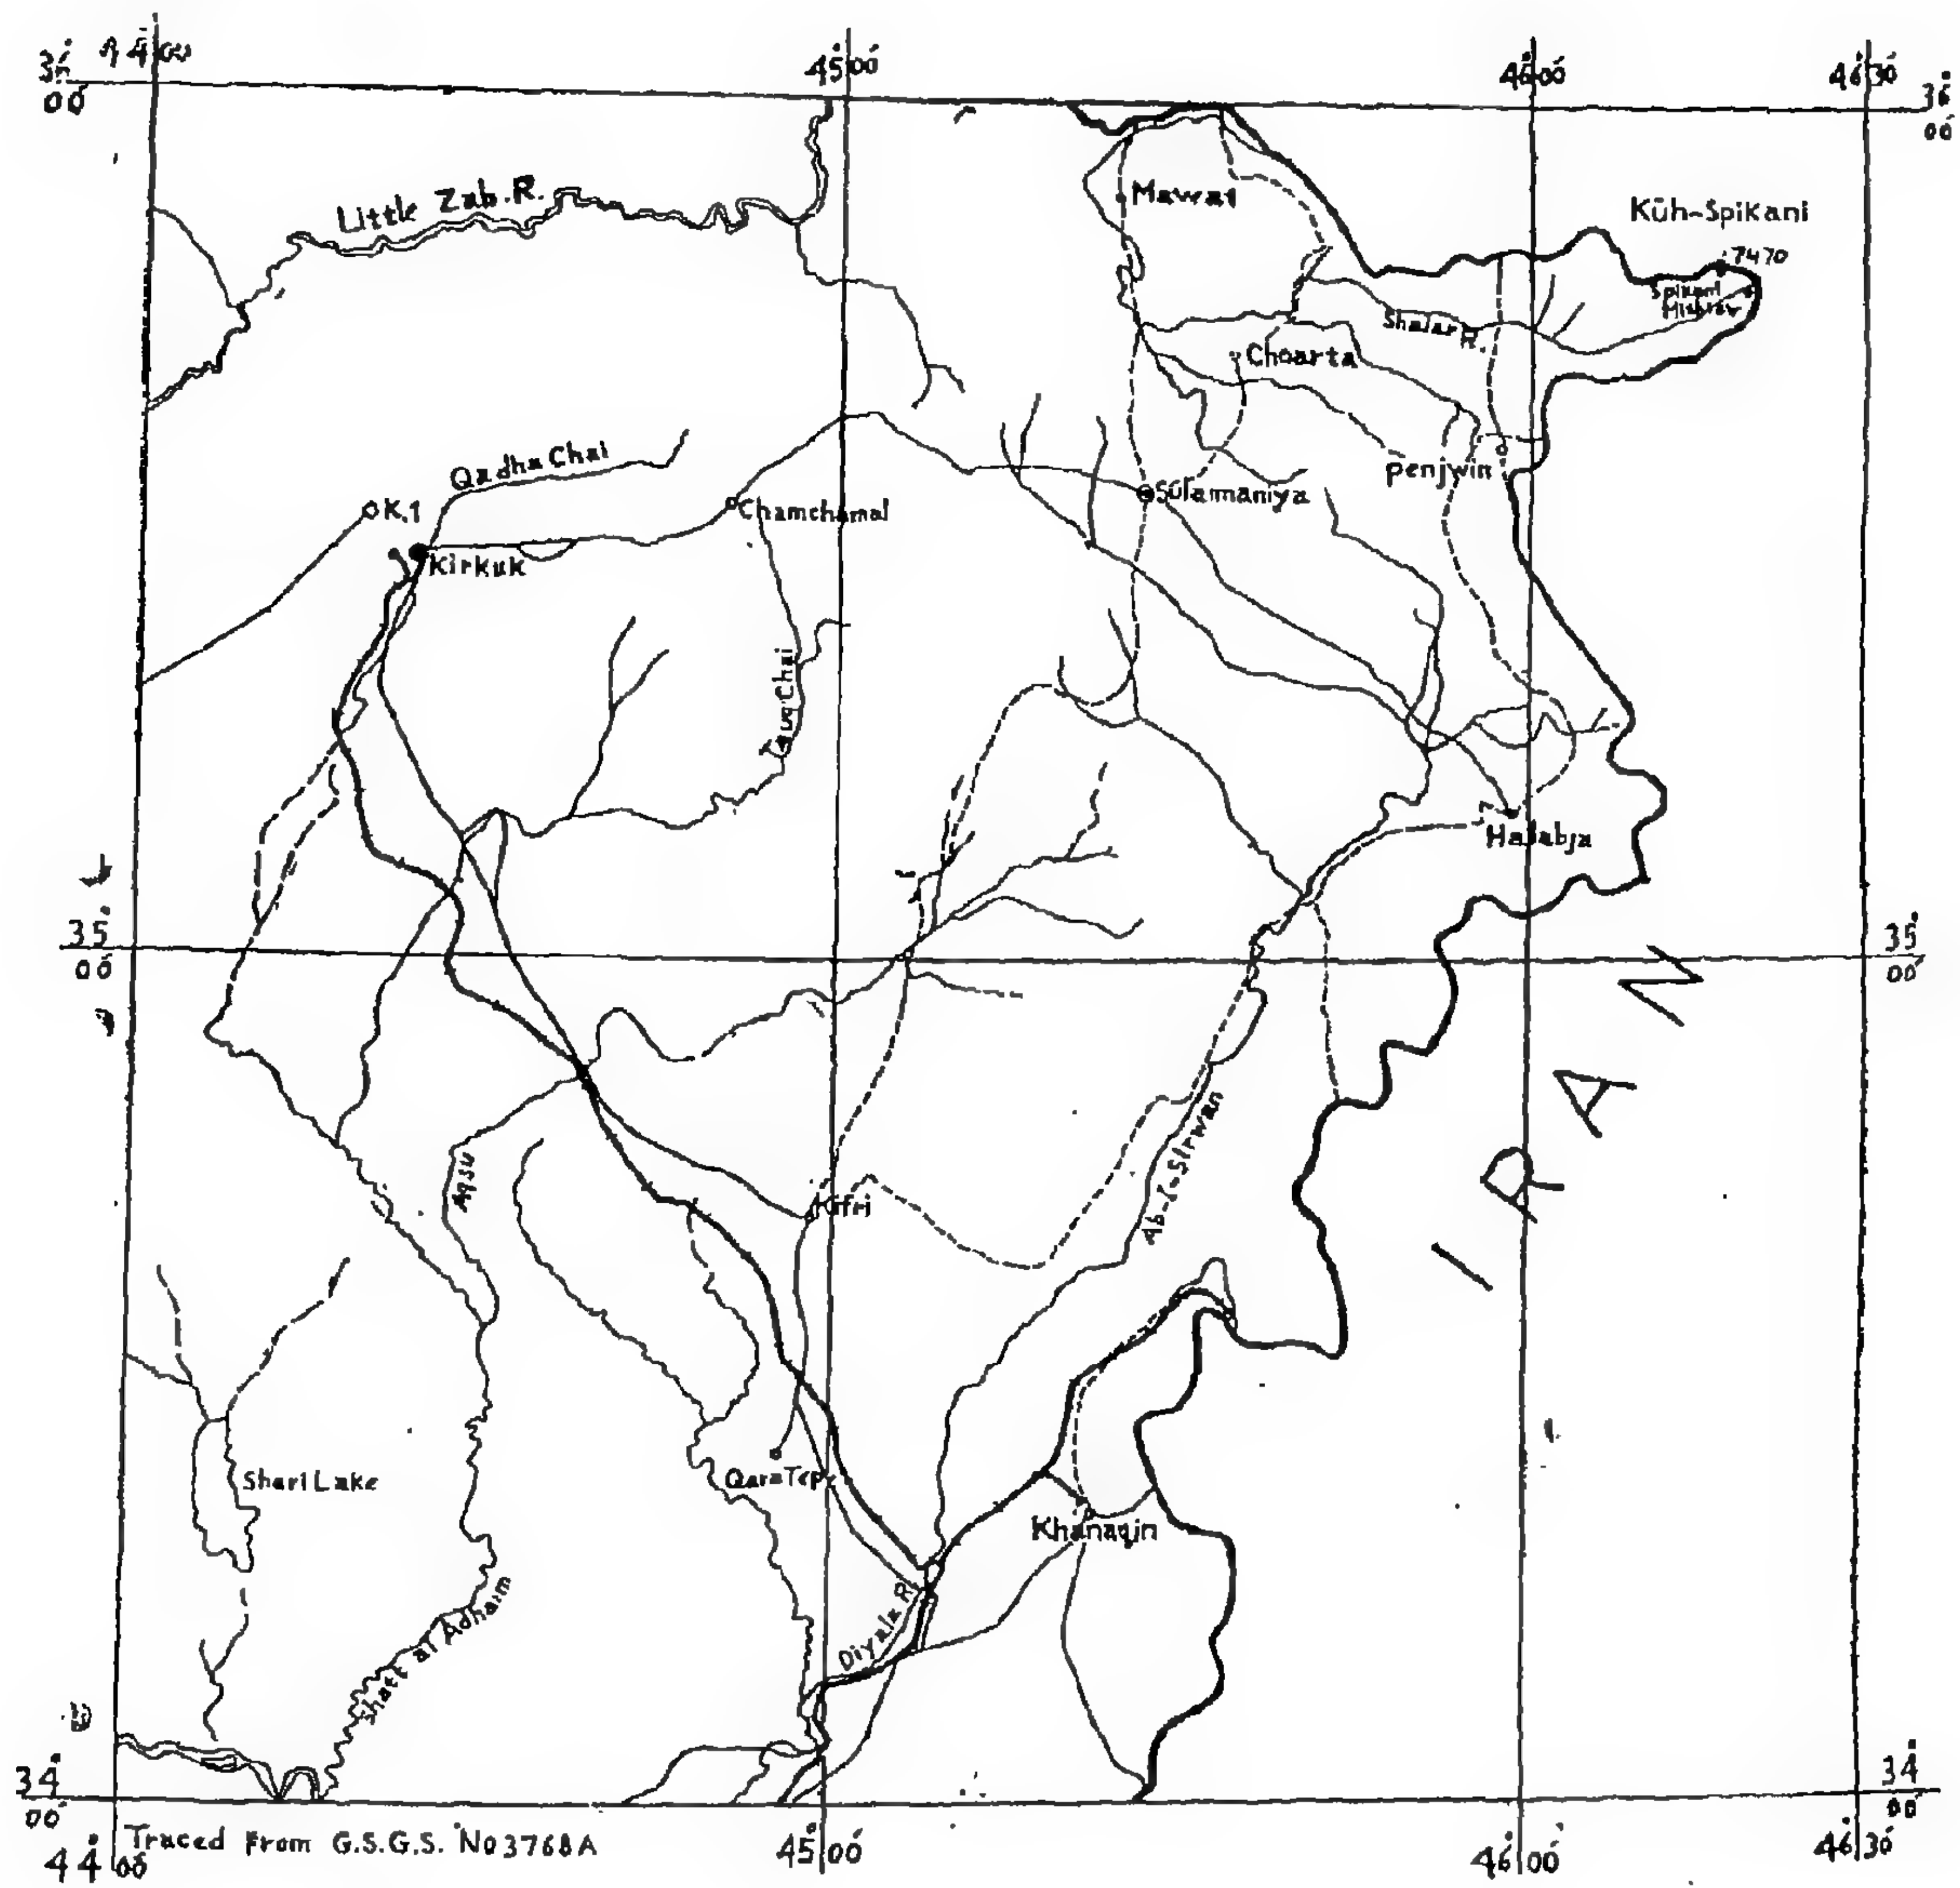 44 00
45 00
46 00
46 30
36 00
36 00
Little Zab. R.
Mawat
Kūh-Spikani
7470
Spikani
Shalar R.
Choarta
Qadha Chai
K.1
Kirkuk
Chamchamal
Sūlamaniya
Penjwin
Tauq Chai
Halabja
35 00
35 00
IRAN
Aqsu
Kifri
Ab-I-Sirwan
Shari Lake
Qara Tepe
Khanaqin
Diyala R.
Shatt al Adhaim
34 00
34 00
Traced From G.S.G.S. No 3768A
44 00
45 00
46 00
46 30